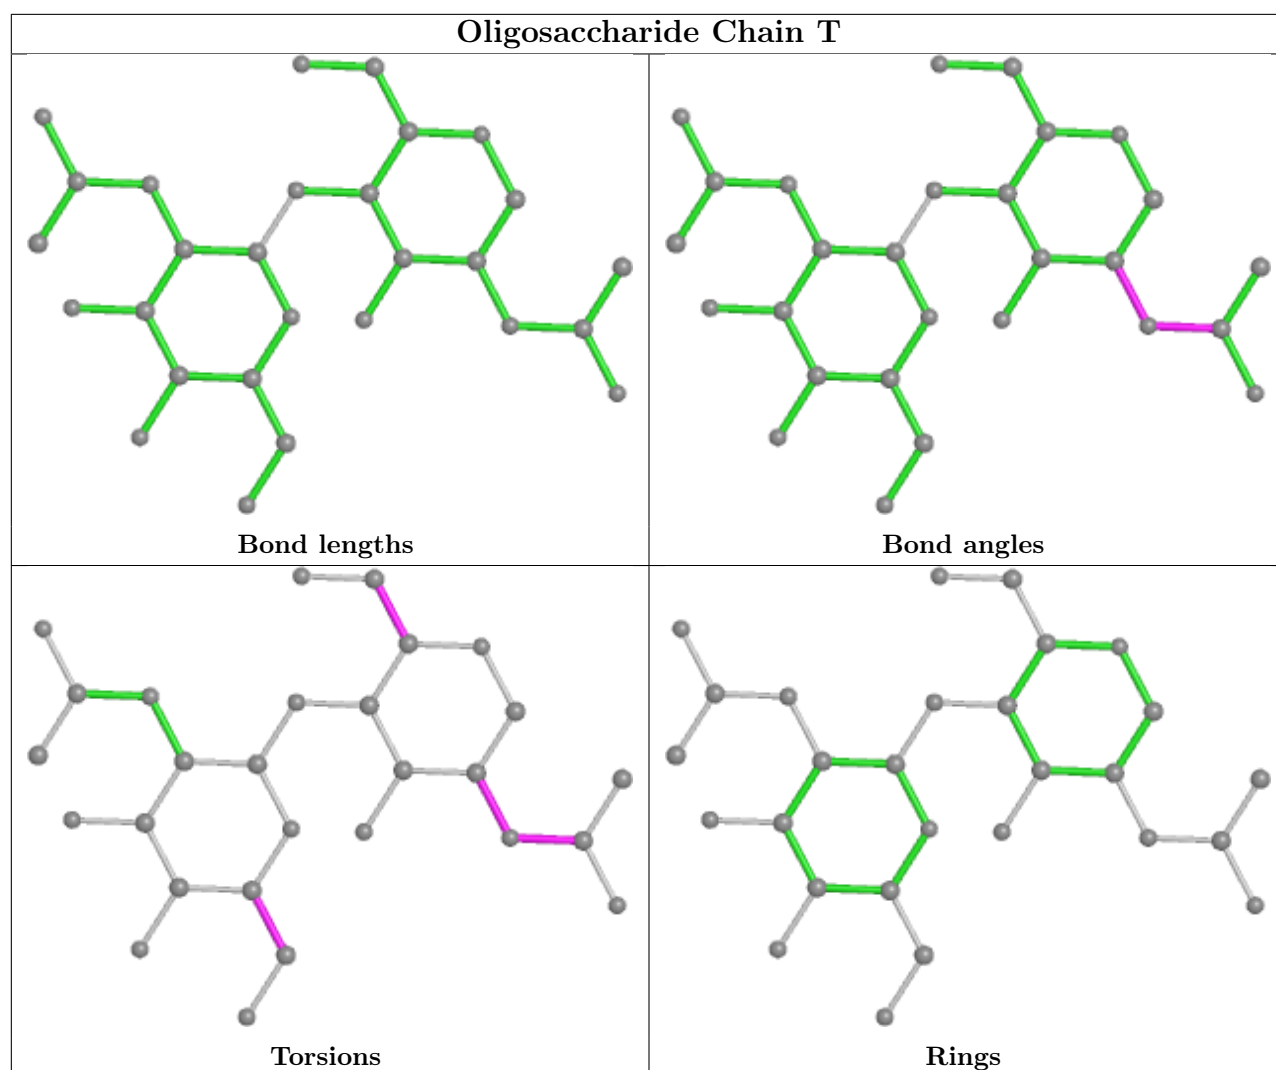 Oligosaccharide Chain T
Bond lengths
Bond angles
Torsions
Rings